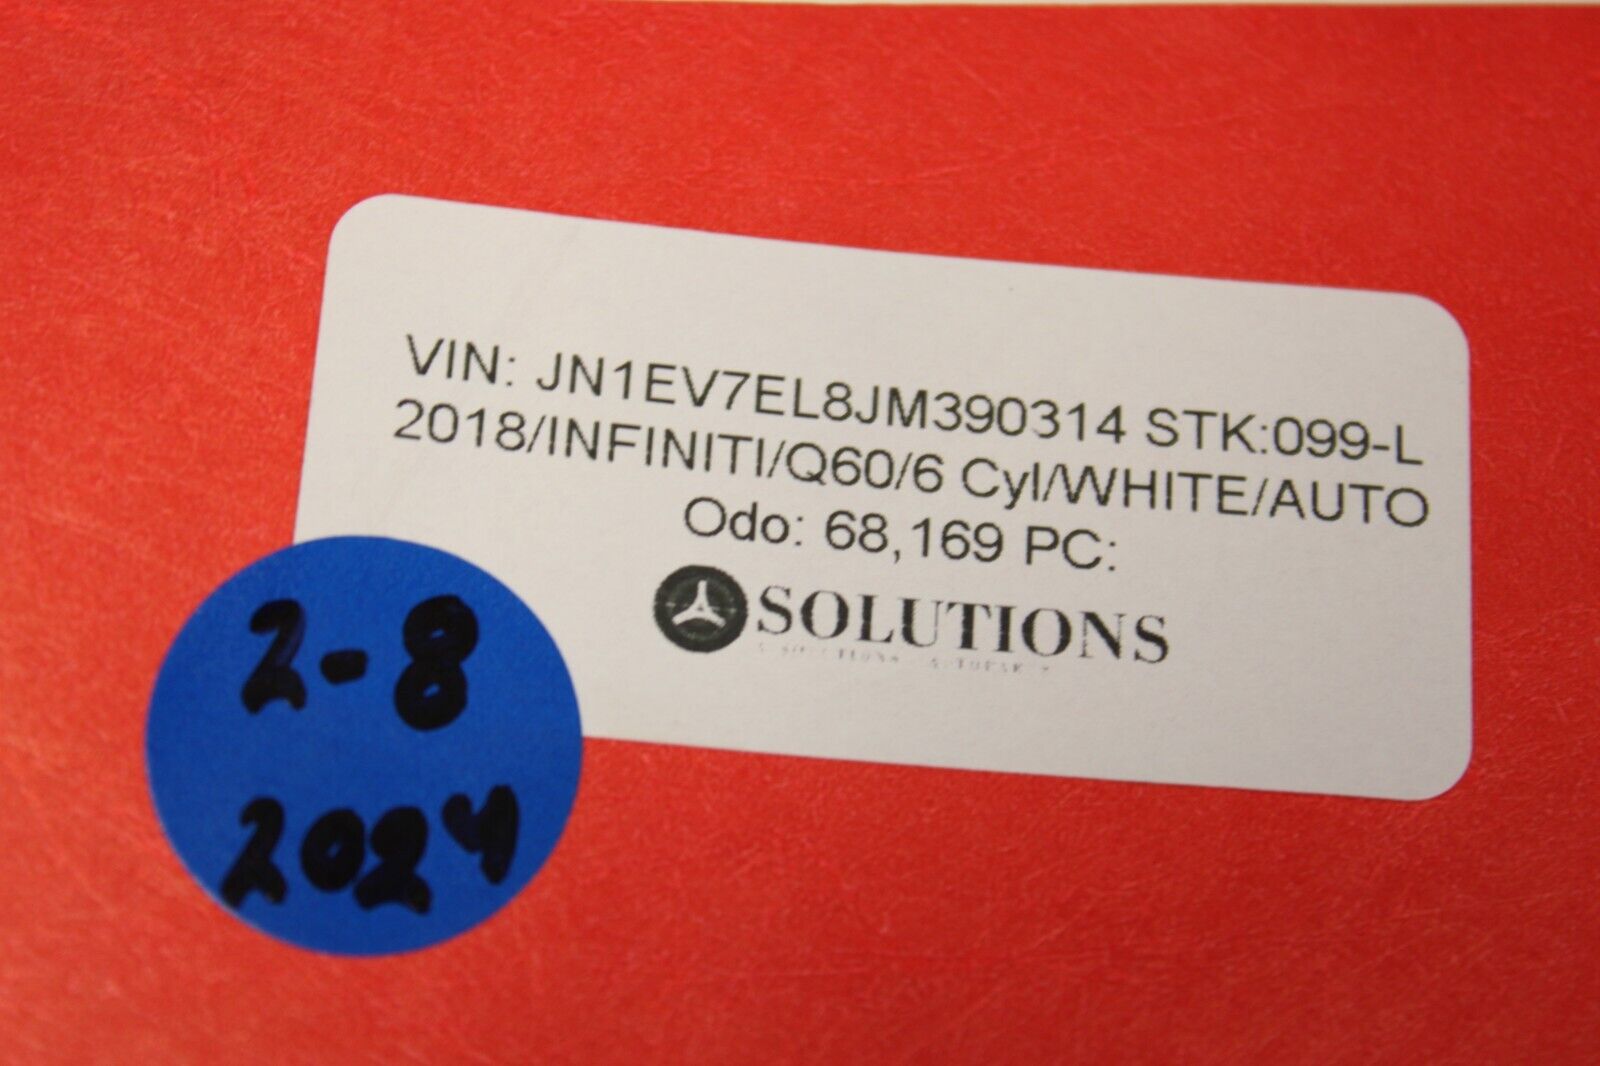 VIN: JN1EV7EL8JM390314 STK:099-L
2018/INFINITI/Q60/6 Cyl/WHITE/AUTO
Odo: 68,169 PC:
SOLUTIONS
2-8
2024